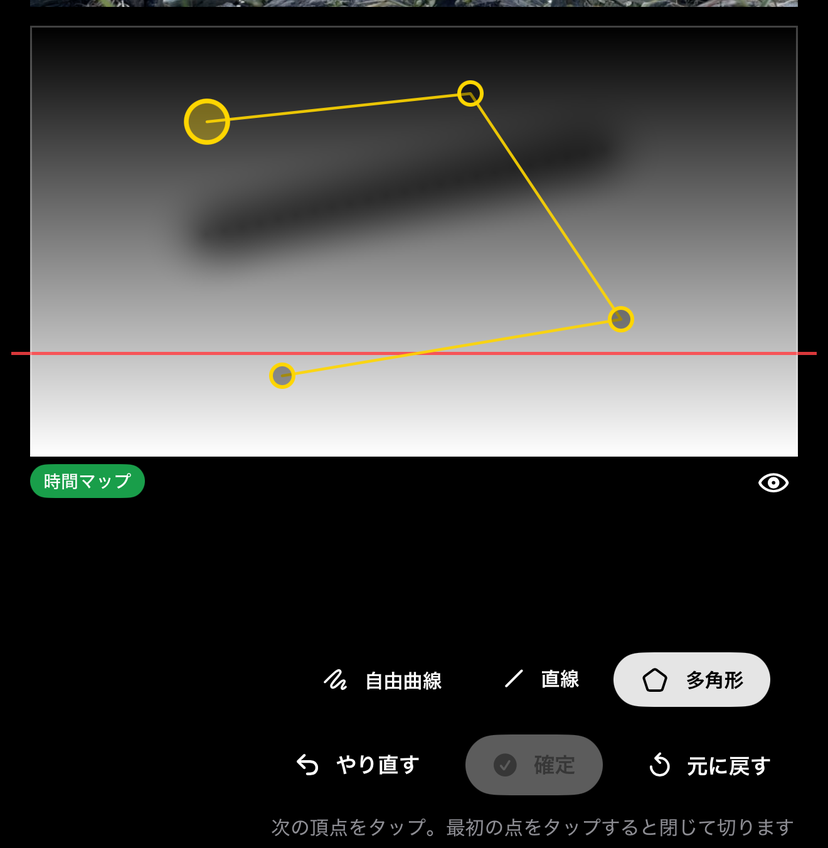 時間マップ
自由曲線
直線
多角形
やり直す
確定
元に戻す
次の頂点をタップ。最初の点をタップすると閉じて切ります